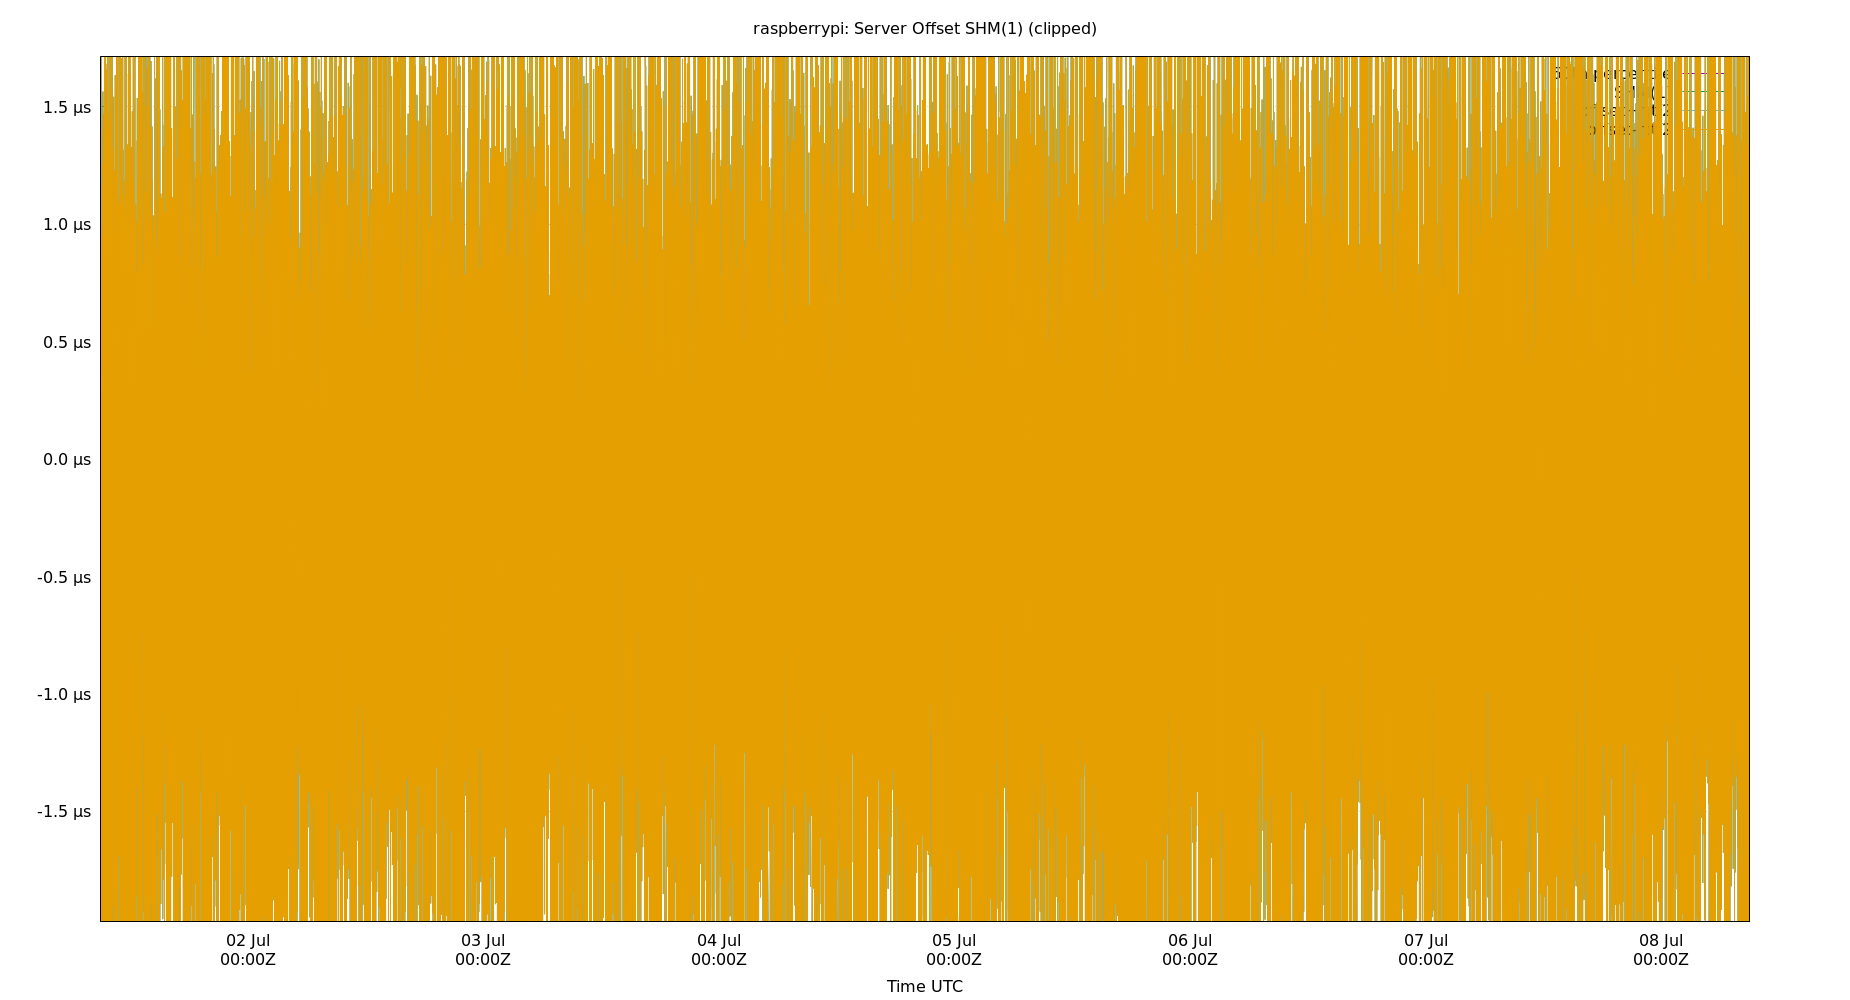 raspberrypi: Server Offset SHM(1) (clipped)
1.5 µs
1.0 µs
0.5 µs
0.0 µs
-0.5 µs
-1.0 µs
-1.5 µs
02 Jul 03 Jul 04 Jul 05 Jul 06 Jul 07 Jul 08 Jul
00:00Z 00:00Z 00:00Z 00:00Z 00:00Z 00:00Z 00:00Z
Time UTC